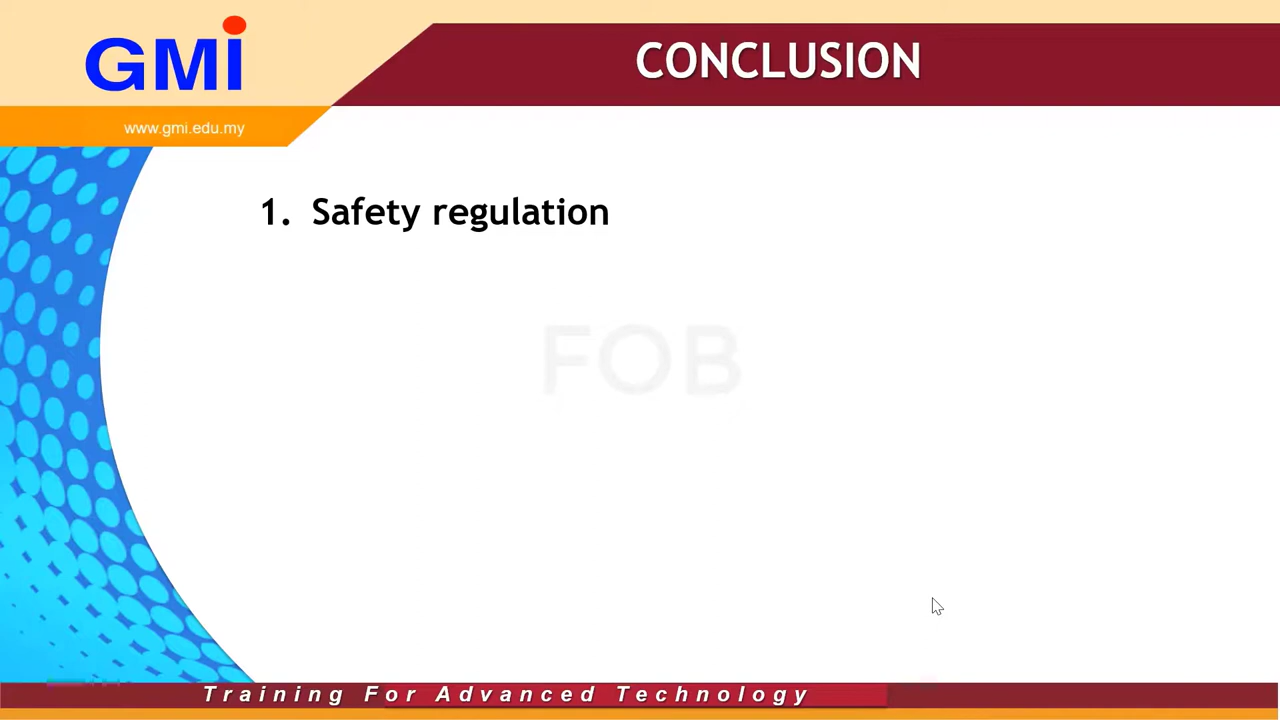 GMi
CONCLUSION
www.gmi.edu.my
1. Safety regulation
FOB
Training For Advanced Technology